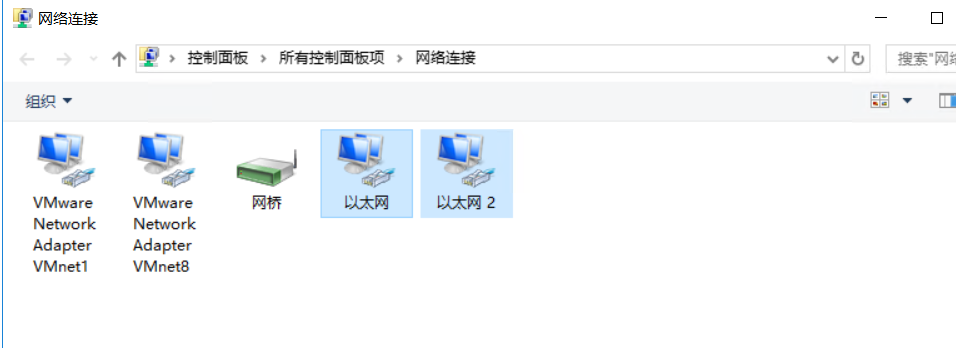 网络连接
控制面板 所有控制面板项 网络连接
搜索"网络
组织
VMware
Network
Adapter
VMnet1
VMware
Network
Adapter
VMnet8
网桥
以太网
以太网 2